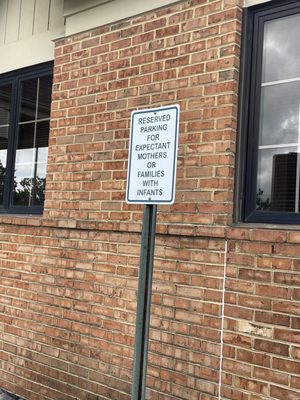 RESERVED
PARKING
FOR
EXPECTANT
MOTHERS
OR
FAMILIES
WITH
INFANTS